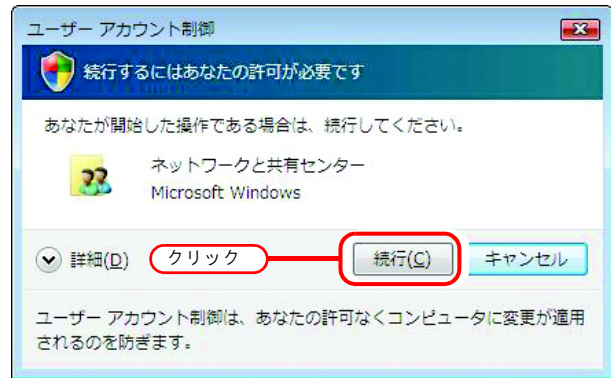 ユーザー アカウント制御
続行するにはあなたの許可が必要です
あなたが開始した操作である場合は、続行してください。
ネットワークと共有センター
Microsoft Windows
詳細(D)
クリック
続行(C)
キャンセル
ユーザー アカウント制御は、あなたの許可なくコンピュータに変更が適用
されるのを防ぎます。